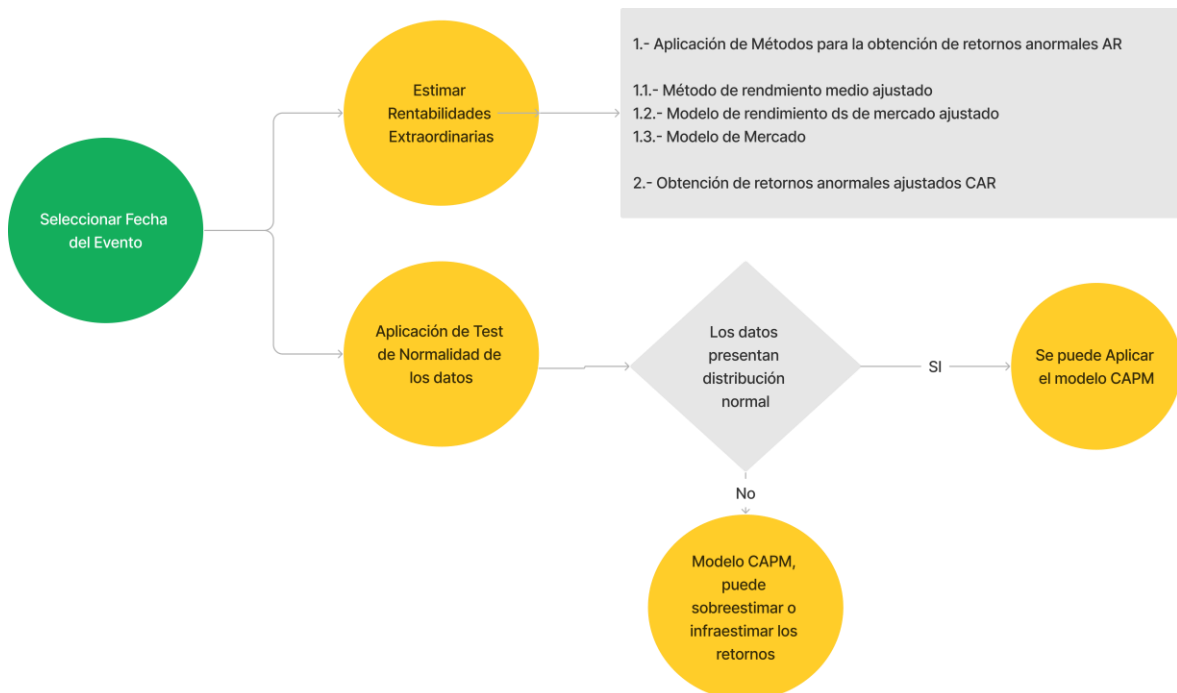 Seleccionar Fecha
del Evento
Estimar
Rentabilidades
Extraordinarias
1.- Aplicación de Métodos para la obtención de retornos anormales AR
1.1.- Método de rendmiento medio ajustado
1.2.- Modelo de rendimiento ds de mercado ajustado
1.3.- Modelo de Mercado
2.- Obtención de retornos anormales ajustados CAR
Aplicación de Test
de Normalidad de
los datos
Los datos
presentan
distribución
normal
SI
Se puede Aplicar
el modelo CAPM
No
Modelo CAPM,
puede
sobreestimar o
infraestimar los
retornos